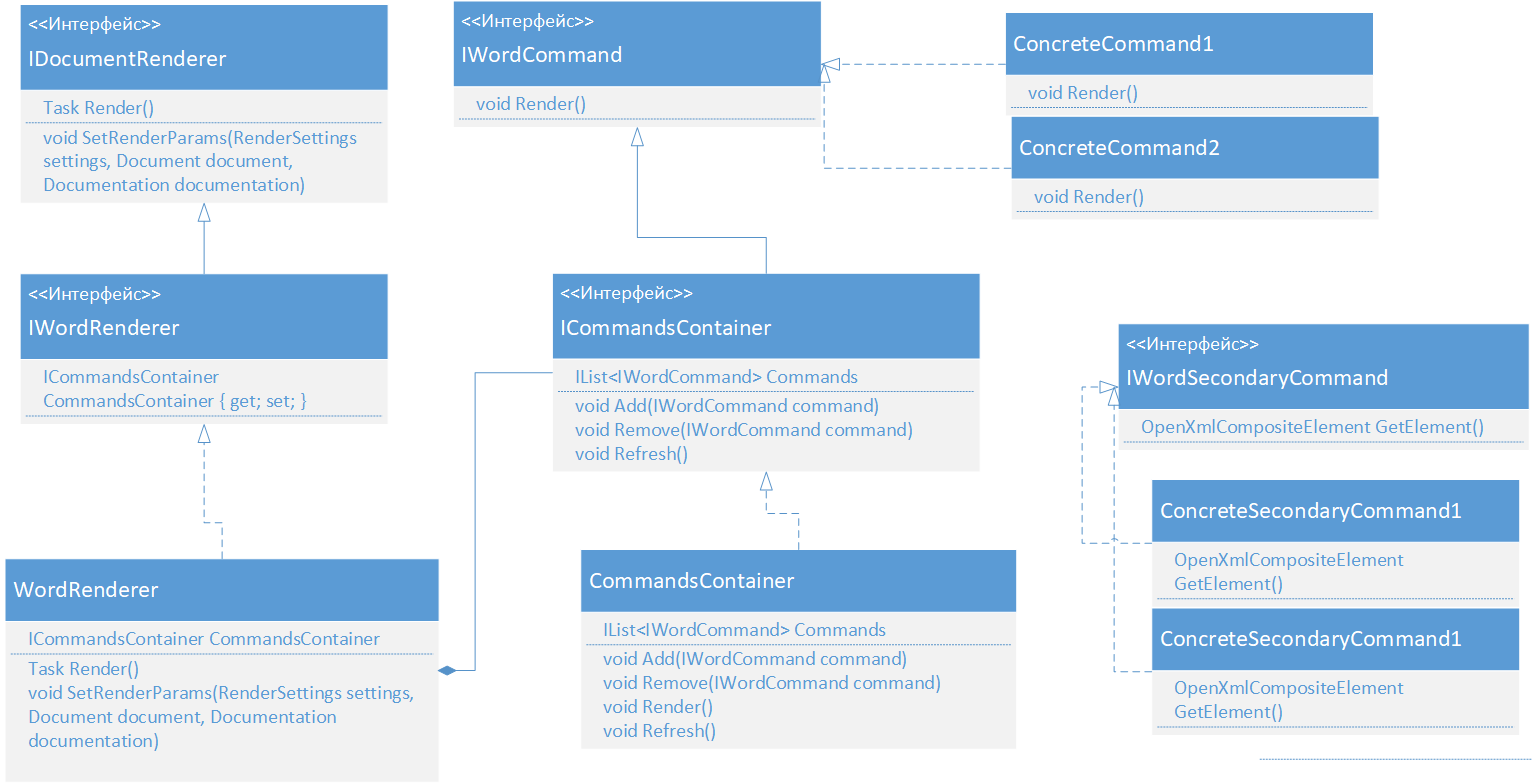 <<Интерфейс>>
IDocumentRenderer
Task Render()
void SetRenderParams(RenderSettings
settings, Document document,
Documentation documentation)
<<Интерфейс>>
IWordCommand
void Render()
ConcreteCommand1
void Render()
ConcreteCommand2
void Render()
<<Интерфейс>>
IWordRenderer
ICommandsContainer
CommandsContainer { get; set; }
<<Интерфейс>>
ICommandsContainer
IList<IWordCommand> Commands
void Add(IWordCommand command)
void Remove(IWordCommand command)
void Refresh()
<<Интерфейс>>
IWordSecondaryCommand
OpenXmlCompositeElement GetElement()
ConcreteSecondaryCommand1
OpenXmlCompositeElement
GetElement()
ConcreteSecondaryCommand1
OpenXmlCompositeElement
GetElement()
WordRenderer
ICommandsContainer CommandsContainer
Task Render()
void SetRenderParams(RenderSettings settings,
Document document, Documentation
documentation)
CommandsContainer
IList<IWordCommand> Commands
void Add(IWordCommand command)
void Remove(IWordCommand command)
void Render()
void Refresh()